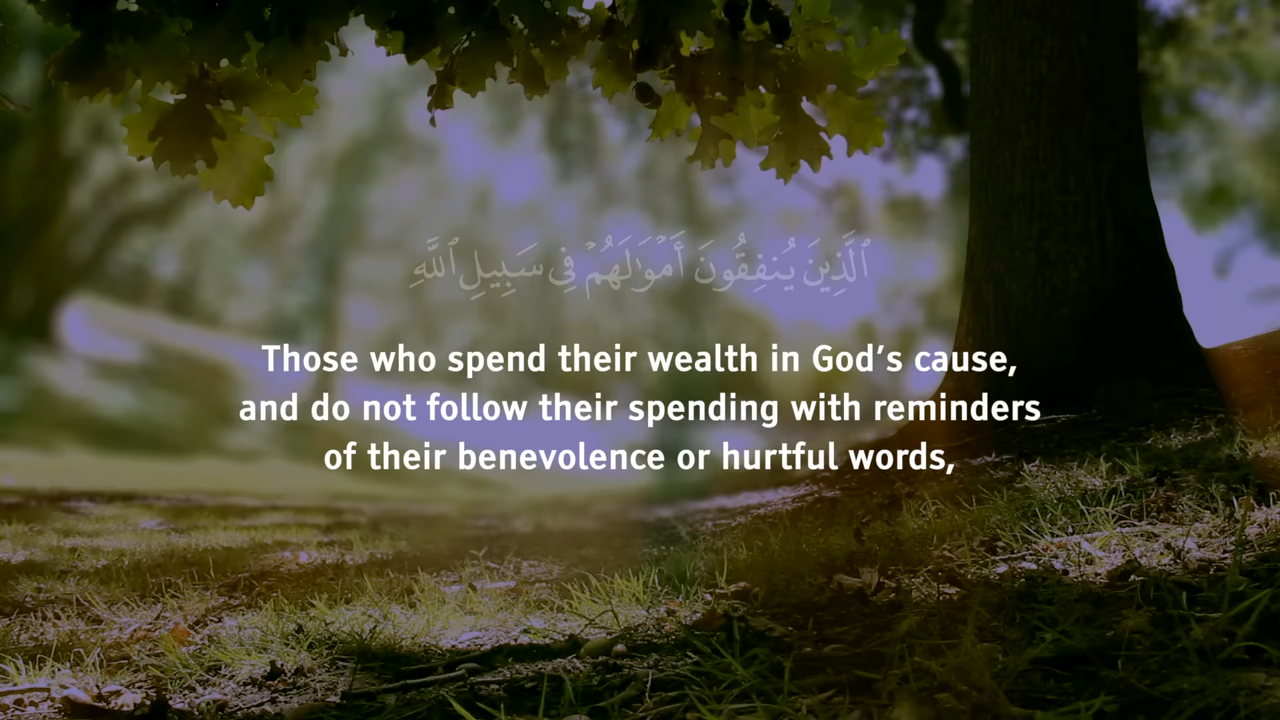 ٱلَّذِينَ يُنفِقُونَ أَمۡوَٰلَهُمۡ فِي سَبِيلِ ٱللَّهِ
Those who spend their wealth in God’s cause,
and do not follow their spending with reminders
of their benevolence or hurtful words,